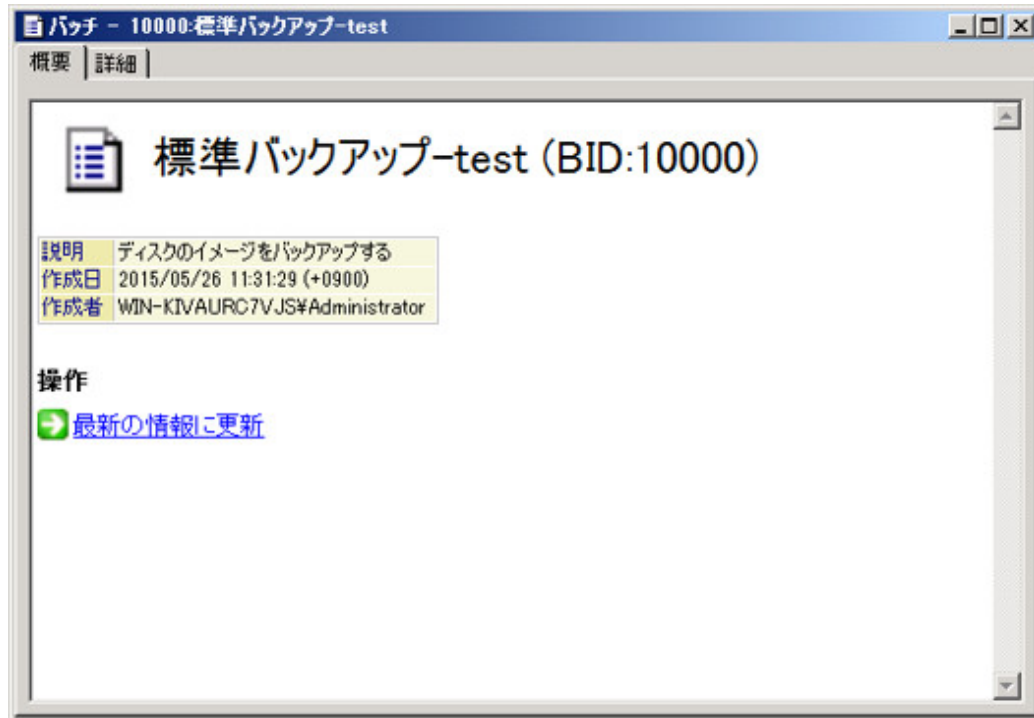 バッチ - 10000:標準バックアップ-test
概要 詳細
標準バックアップ-test (BID:10000)
説明 ディスクのイメージをバックアップする
作成日 2015/05/26 11:31:29 (+0900)
作成者 WIN-KIVAURC7VJS¥Administrator
操作
最新の情報に更新